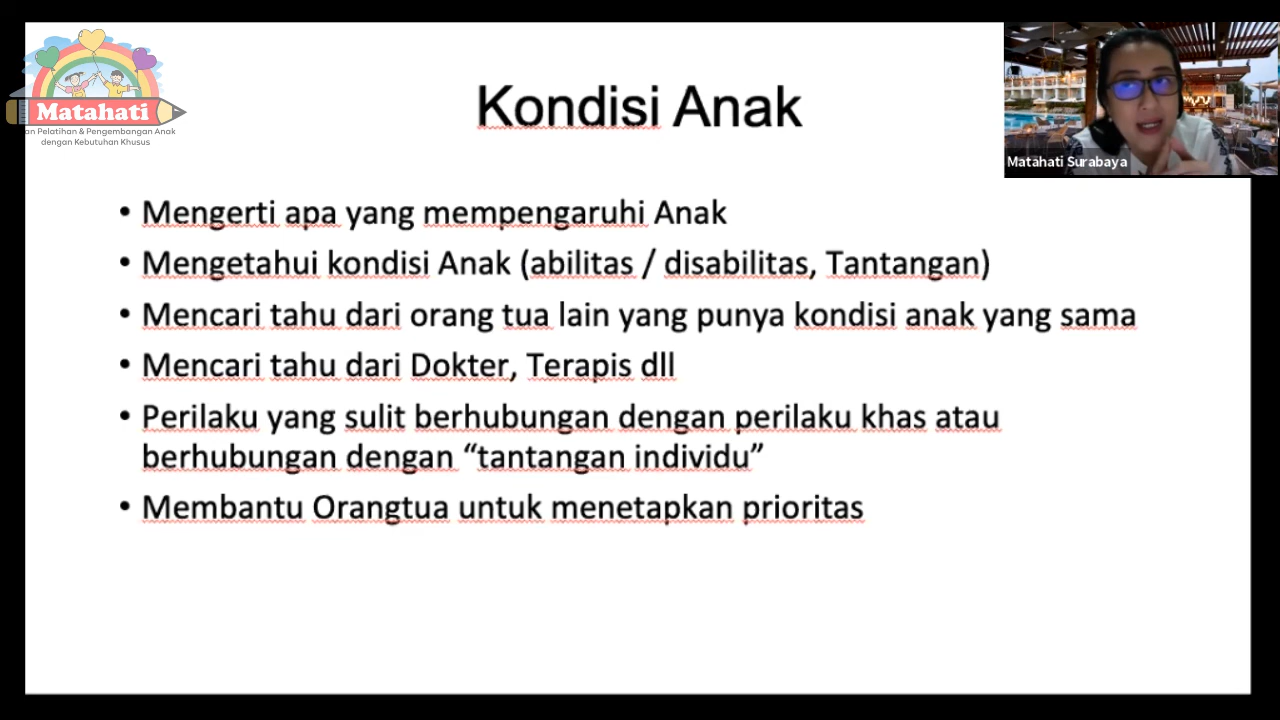 Matahati
an Pelatihan & Pengembangan Anak
dengan Kebutuhan Khusus
Kondisi Anak
Matahati Surabaya
• Mengerti apa yang mempengaruhi Anak
• Mengetahui kondisi Anak (abilitas / disabilitas, Tantangan)
• Mencari tahu dari orang tua lain yang punya kondisi anak yang sama
• Mencari tahu dari Dokter, Terapis dll
• Perilaku yang sulit berhubungan dengan perilaku khas atau
berhubungan dengan “tantangan individu”
• Membantu Orangtua untuk menetapkan prioritas